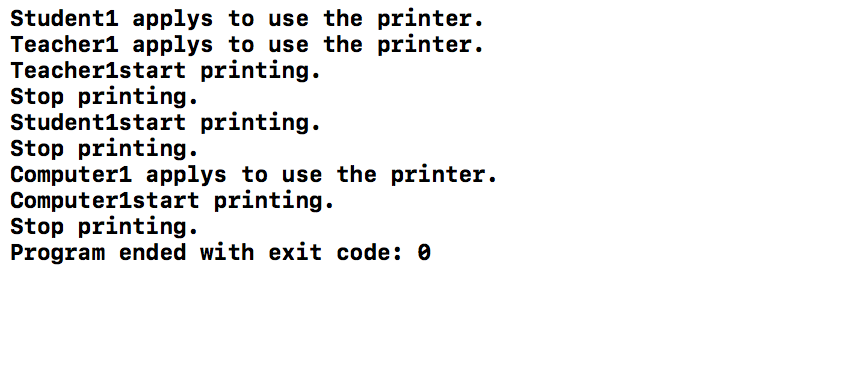 Student1 applys to use the printer.
Teacher1 applys to use the printer.
Teacher1start printing.
Stop printing.
Student1start printing.
Stop printing.
Computer1 applys to use the printer.
Computer1start printing.
Stop printing.
Program ended with exit code: 0